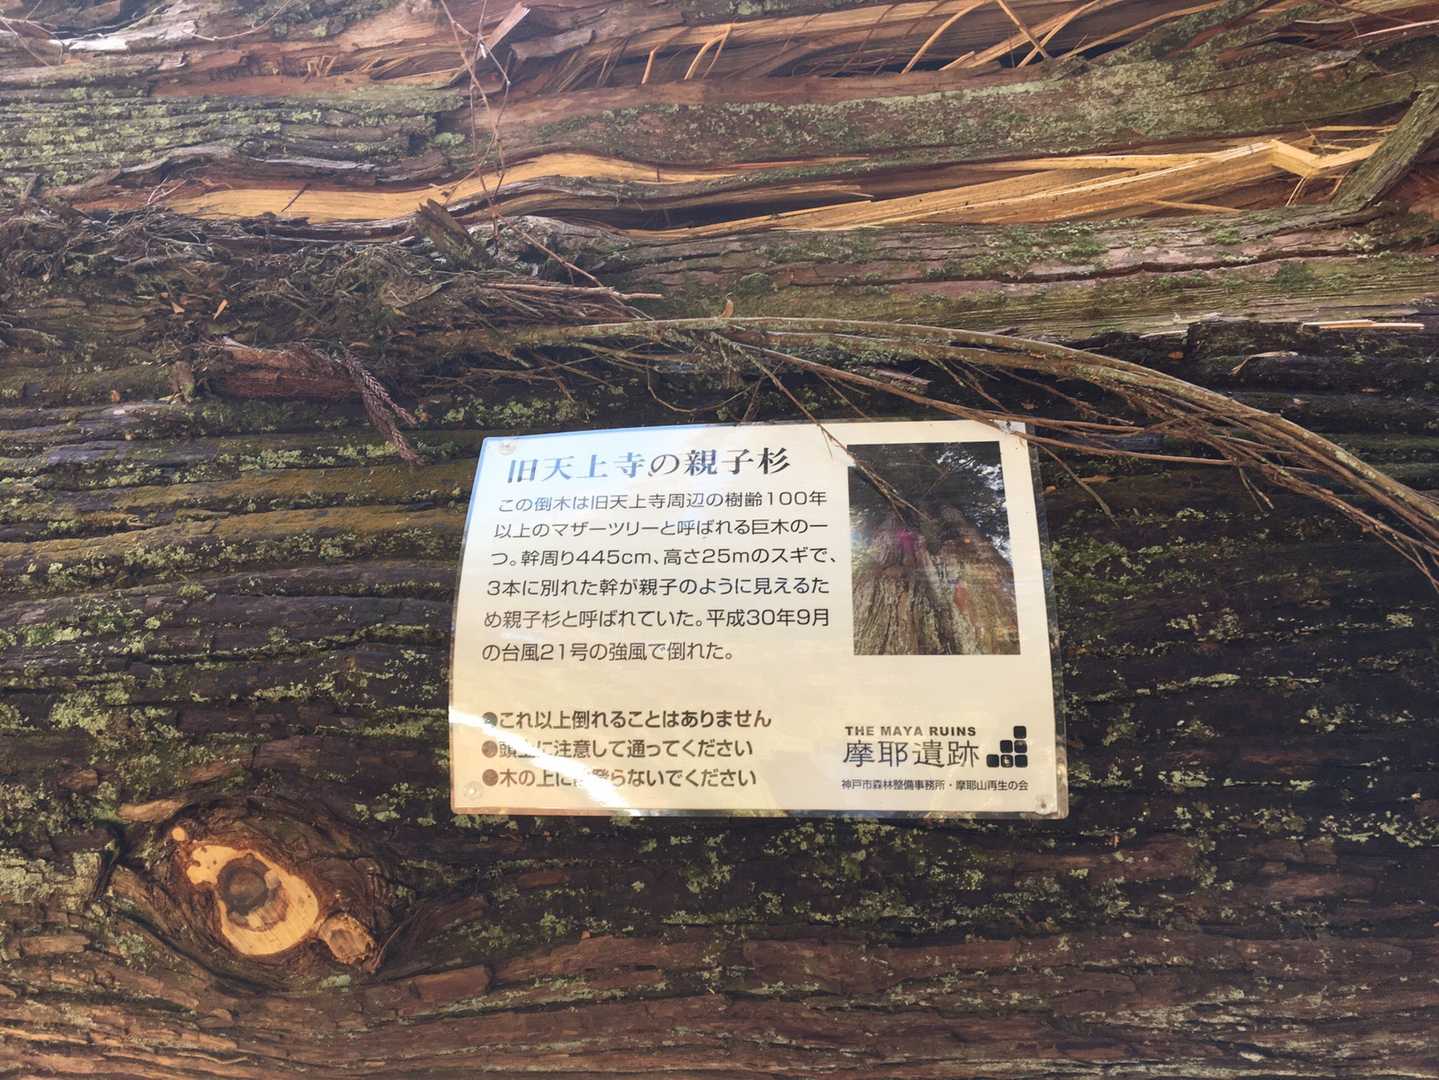 旧天上寺の親子杉
この倒木は旧天上寺周辺の樹齢100年
以上のマザーツリーと呼ばれる巨木の一
つ。幹周り445cm、高さ25mのスギで、
3本に別れた幹が親子のように見えるた
め親子杉と呼ばれていた。平成30年9月
の台風21号の強風で倒れた。
●これ以上倒れることはありません
●頭上に注意して通ってください
●木の上に登らないでください
THE MAYA RUINS
摩耶遺跡
神戸市森林整備事務所・摩耶山再生の会